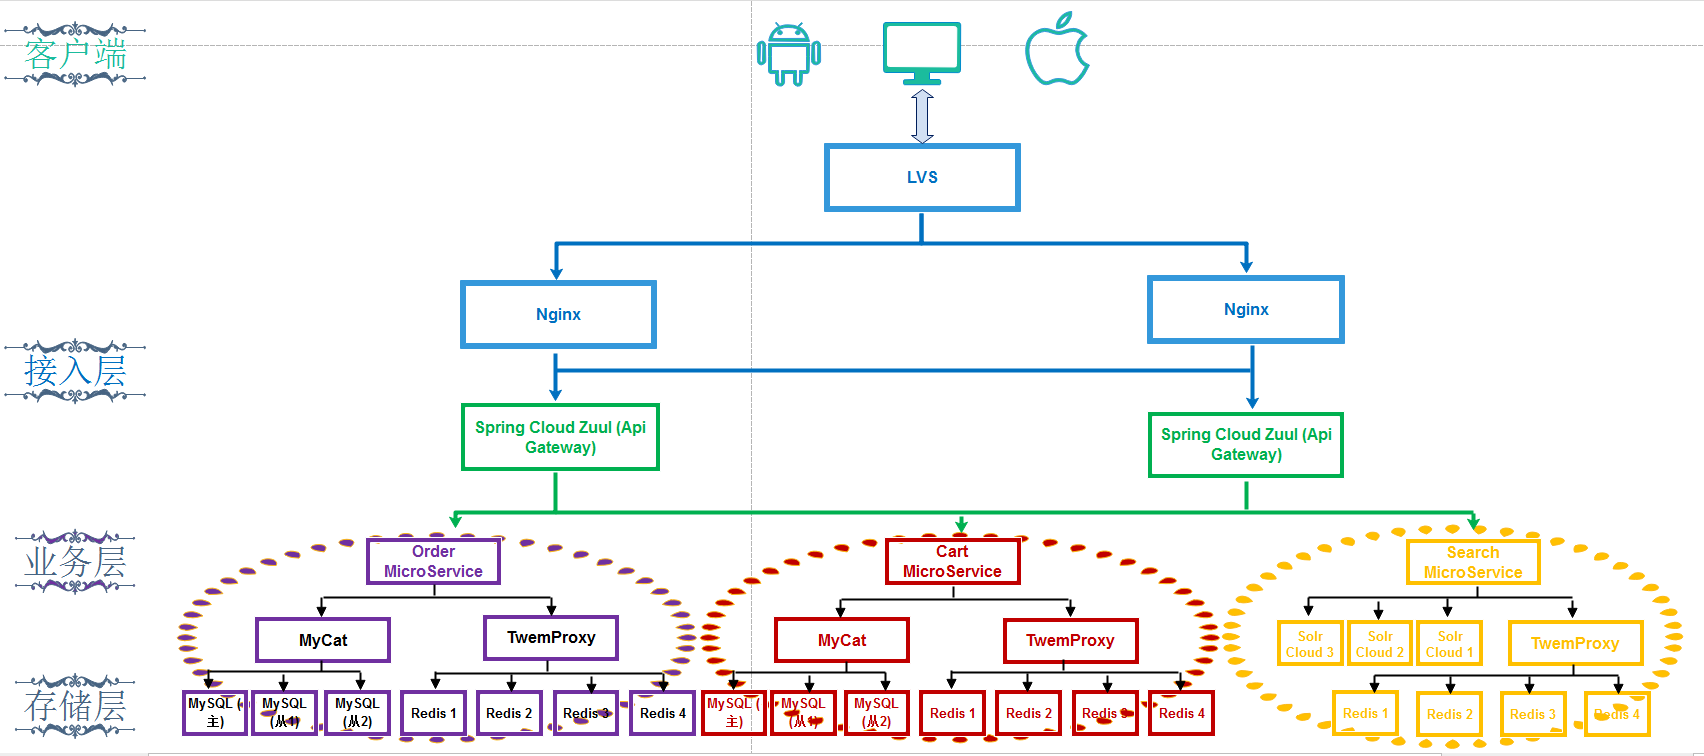 客户端
LVS
Nginx
Nginx
接入层
Spring Cloud Zuul (Api
Gateway)
Spring Cloud Zuul (Api
Gateway)
业务层
Order
MicroService
Cart
MicroService
Search
MicroService
MyCat
TwemProxy
MyCat
TwemProxy
Solr
Cloud 3
Solr
Cloud 2
Solr
Cloud 1
TwemProxy
存储层
MySQL (
主)
MySQL
(从1)
MySQL
(从2)
Redis 1
Redis 2
Redis 3
Redis 4
MySQL (
主)
MySQL
(从1)
MySQL
(从2)
Redis 1
Redis 2
Redis 3
Redis 4
Redis 1
Redis 2
Redis 3
Redis 4